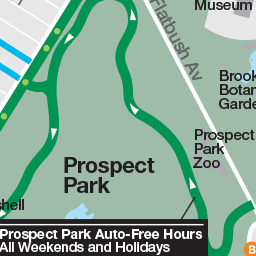 Museum
Flatbush Av
Brook
Botan
Garde
Prospect
Park
Zoo
Prospect
Park
shell
Prospect Park Auto-Free Hours
All Weekends and Holidays
B